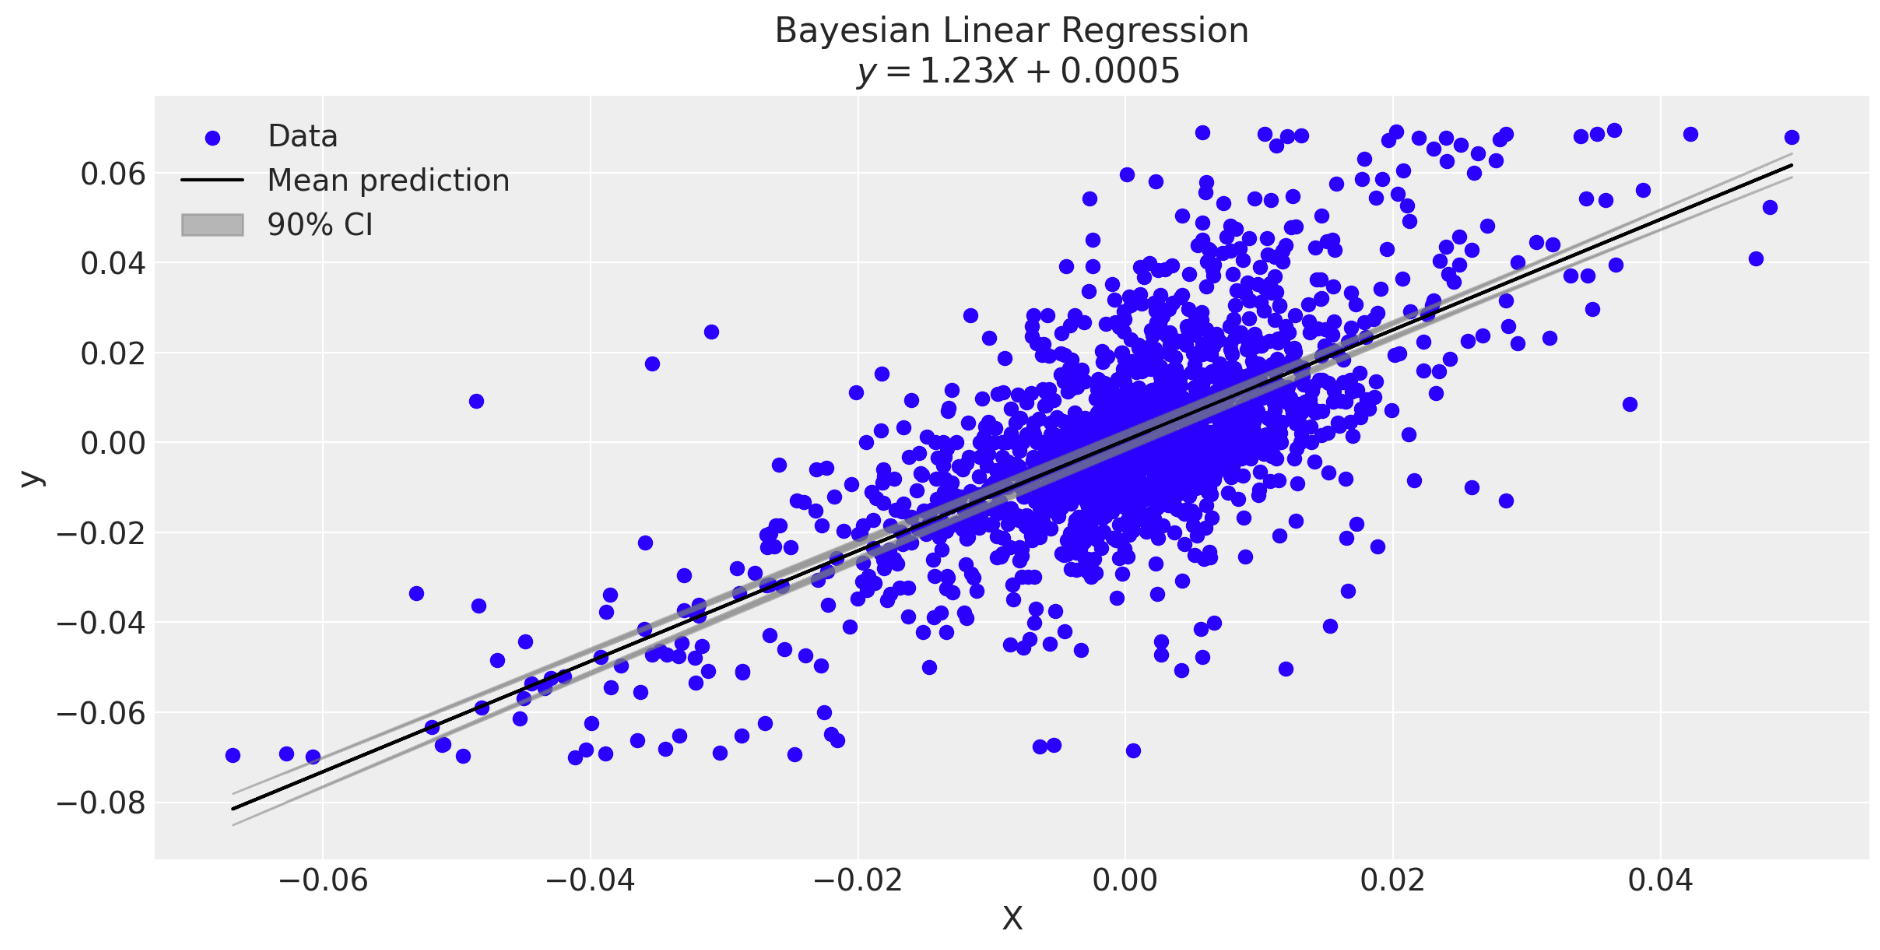 Bayesian Linear Regression
y = 1.23X + 0.0005
Data
Mean prediction
90% CI
0.06
0.04
0.02
0.00
−0.02
−0.04
−0.06
−0.08
y
−0.06 −0.04 −0.02 0.00 0.02 0.04
X